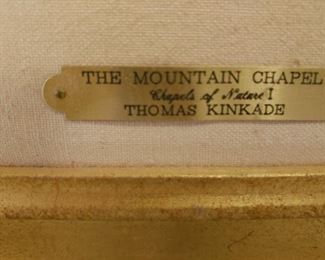 THE MOUNTAIN CHAPEL
Chapels of Nature I
THOMAS KINKADE